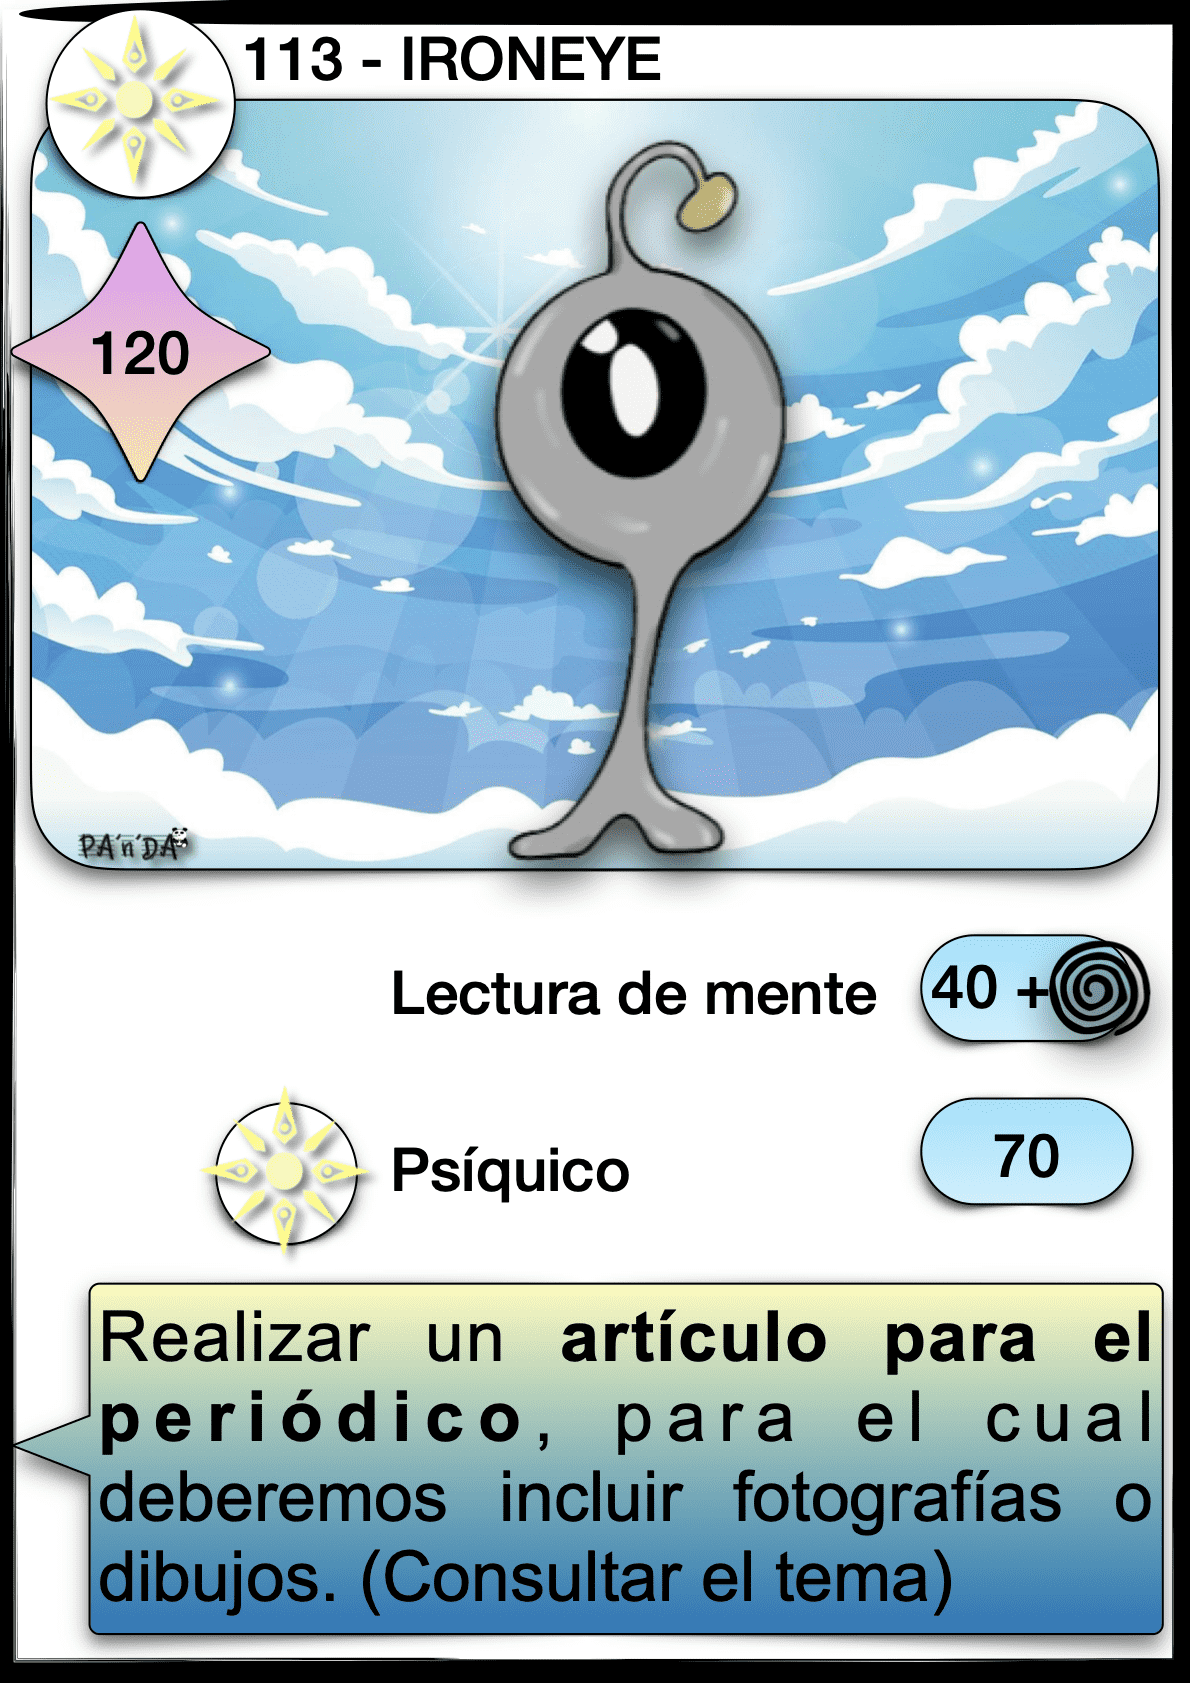 113 - IRONEYE
120
PA'n'DA
Lectura de mente
40 +
Psíquico
70
Realizar un artículo para el
periódico, para el cual
deberemos incluir fotografías o
dibujos. (Consultar el tema)